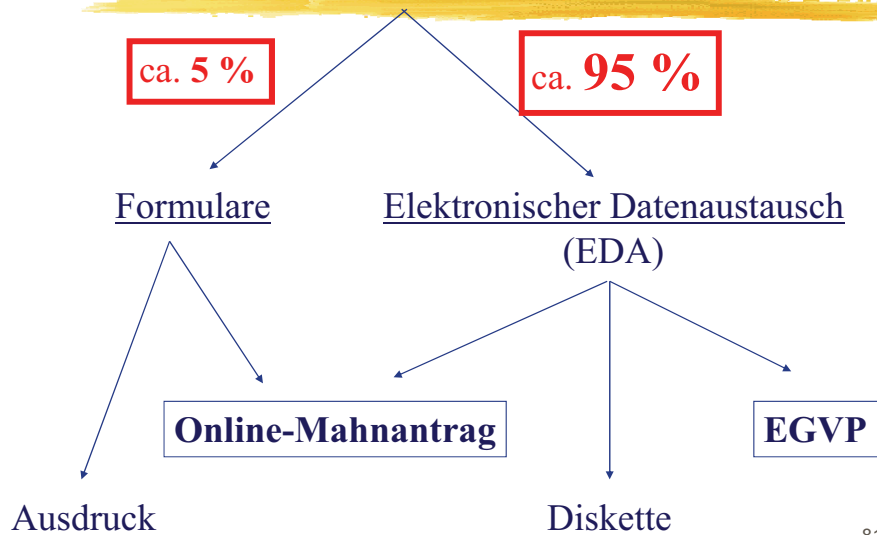 ca. 5 %
ca. 95 %
Formulare
Elektronischer Datenaustausch
(EDA)
Online-Mahnantrag
EGVP
Ausdruck
Diskette